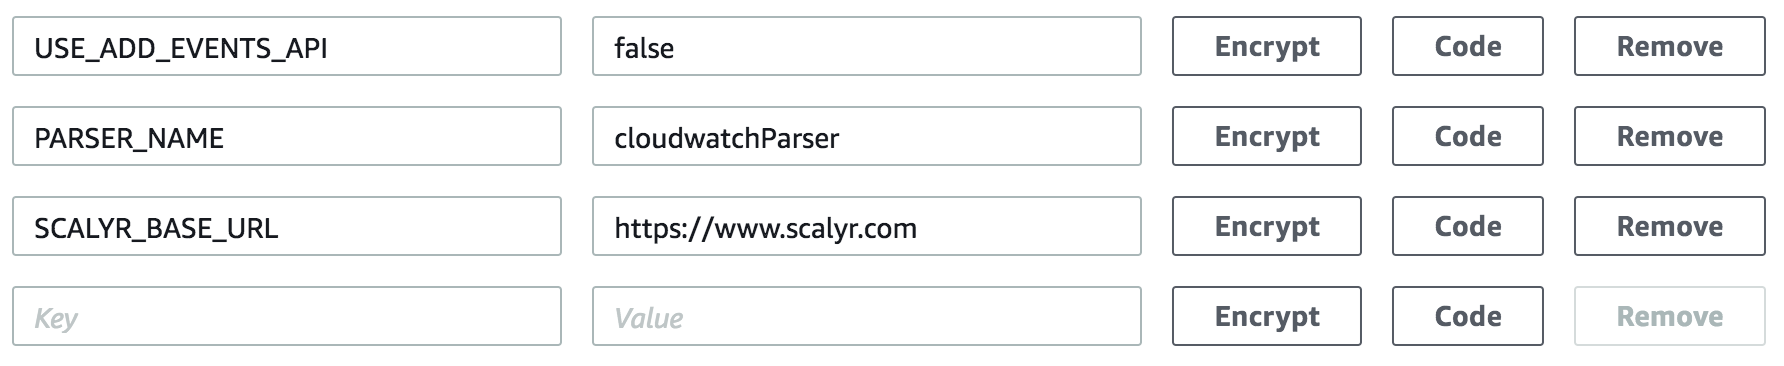 USE_ADD_EVENTS_API false Encrypt Code Remove
PARSER_NAME cloudwatchParser Encrypt Code Remove
SCALYR_BASE_URL https://www.scalyr.com Encrypt Code Remove
Key Value Encrypt Code Remove